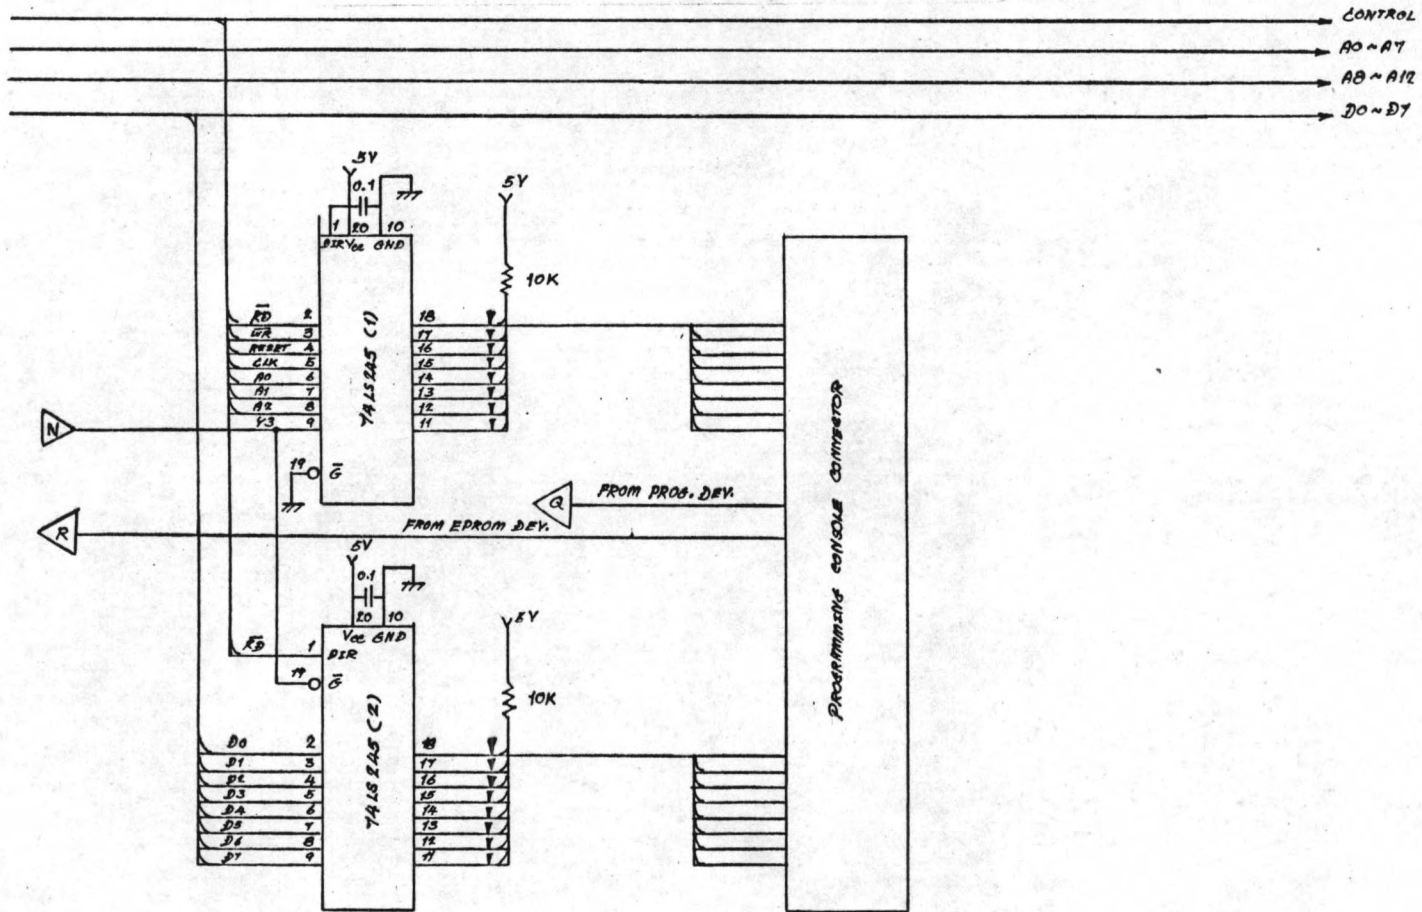 CONTROL
A0~A7
A8~A12
D0~D7
5V
0.1
1 20 10
DIR Vcc GND
5V
10K
RD 2
WR 3
RESET 4
CLK 5
A0 6
A1 7
A2 8
Y3 9
18
17
16
15
14
13
12
11
74LS245 (1)
19 G
N
Q
FROM PROG. DEV.
R
FROM EPROM DEV.
PROGRAMMING CONSOLE CONNECTOR
5V
0.1
20 10
Vcc GND
RD 1
DIR
19 G
5V
10K
D0 2
D1 3
D2 4
D3 5
D4 6
D5 7
D6 8
D7 9
18
17
16
15
14
13
12
11
74LS245 (2)